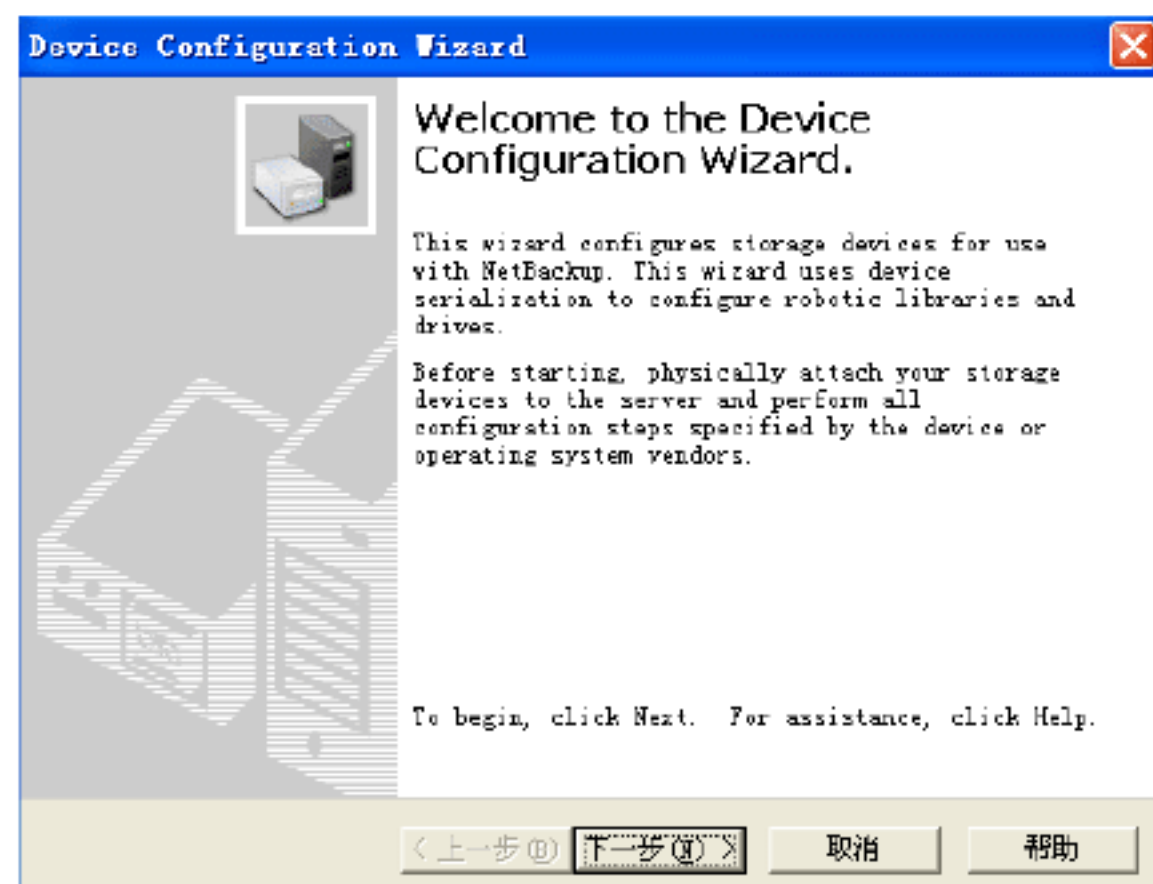 Device Configuration Wizard
Welcome to the Device
Configuration Wizard.
This wizard configures storage devices for use
with NetBackup. This wizard uses device
serialization to configure robotic libraries and
drives.
Before starting, physically attach your storage
devices to the server and perform all
configuration steps specified by the device or
operating system vendors.
To begin, click Next. For assistance, click Help.
<上一步(B) 下一步(N)> 取消 帮助